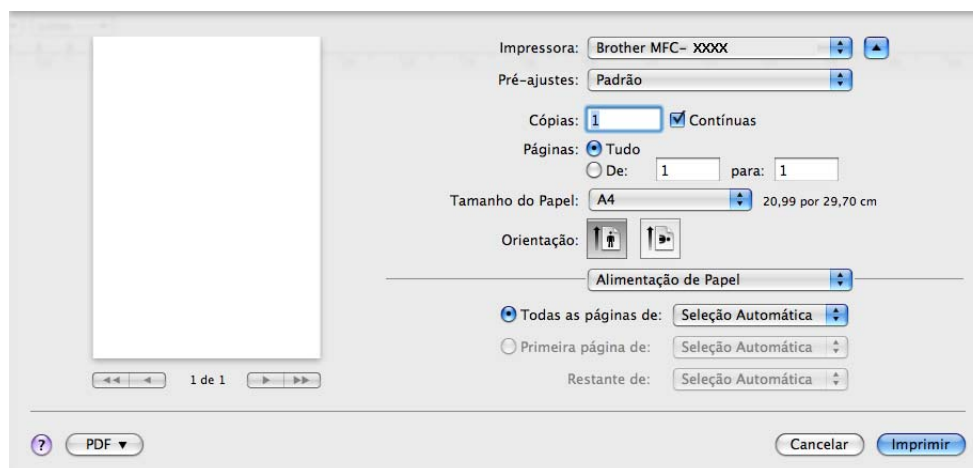 Impressora: Brother MFC- XXXX
Pré-ajustes: Padrão
Cópias: 1 Contínuas
Páginas: Tudo
De: 1 para: 1
Tamanho do Papel: A4 20,99 por 29,70 cm
Orientação:
Alimentação de Papel
Todas as páginas de: Seleção Automática
Primeira página de: Seleção Automática
Restante de: Seleção Automática
1 de 1
? PDF Cancelar Imprimir